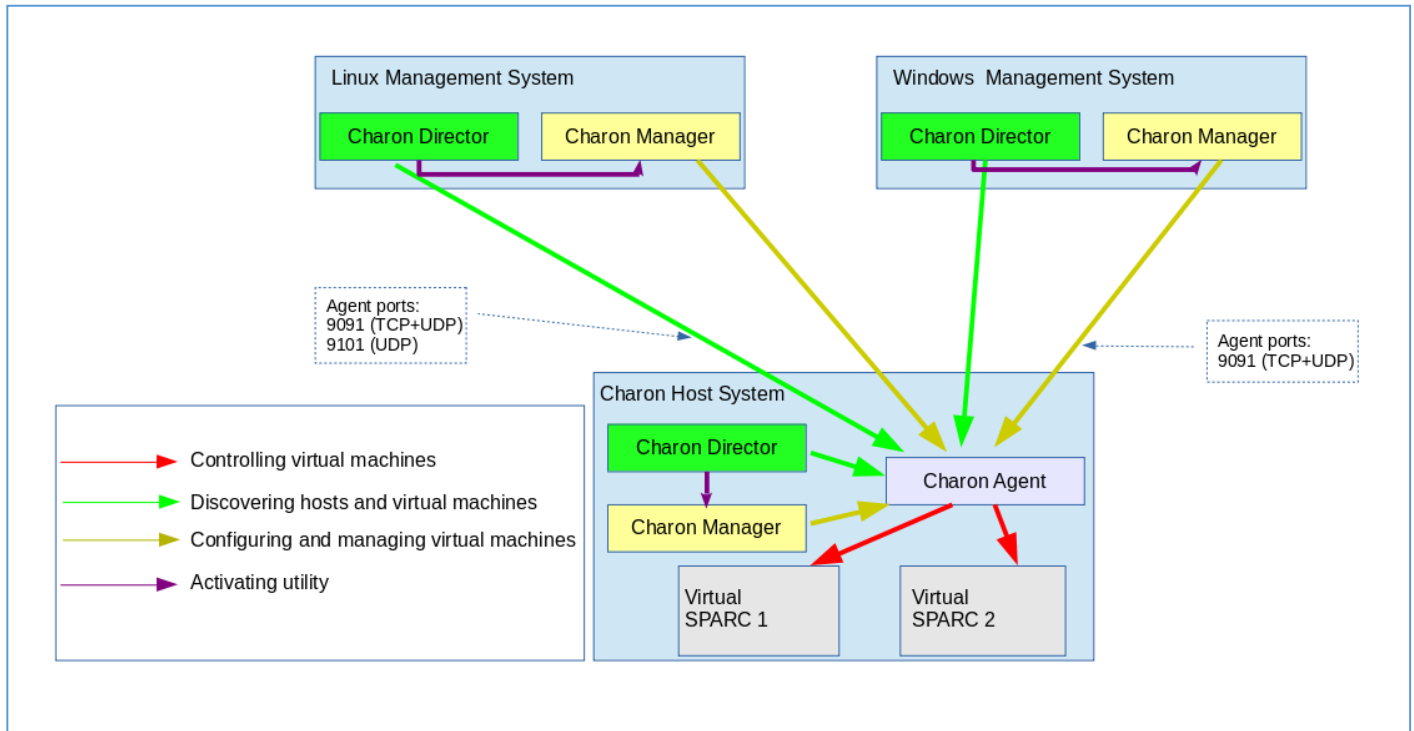 Linux Management System
Charon Director
Charon Manager
Windows  Management System
Charon Director
Charon Manager
Agent ports:
9091 (TCP+UDP)
9101 (UDP)
Agent ports:
9091 (TCP+UDP)
Charon Host System
Charon Director
Charon Manager
Charon Agent
Virtual
SPARC 1
Virtual
SPARC 2
Controlling virtual machines
Discovering hosts and virtual machines
Configuring and managing virtual machines
Activating utility